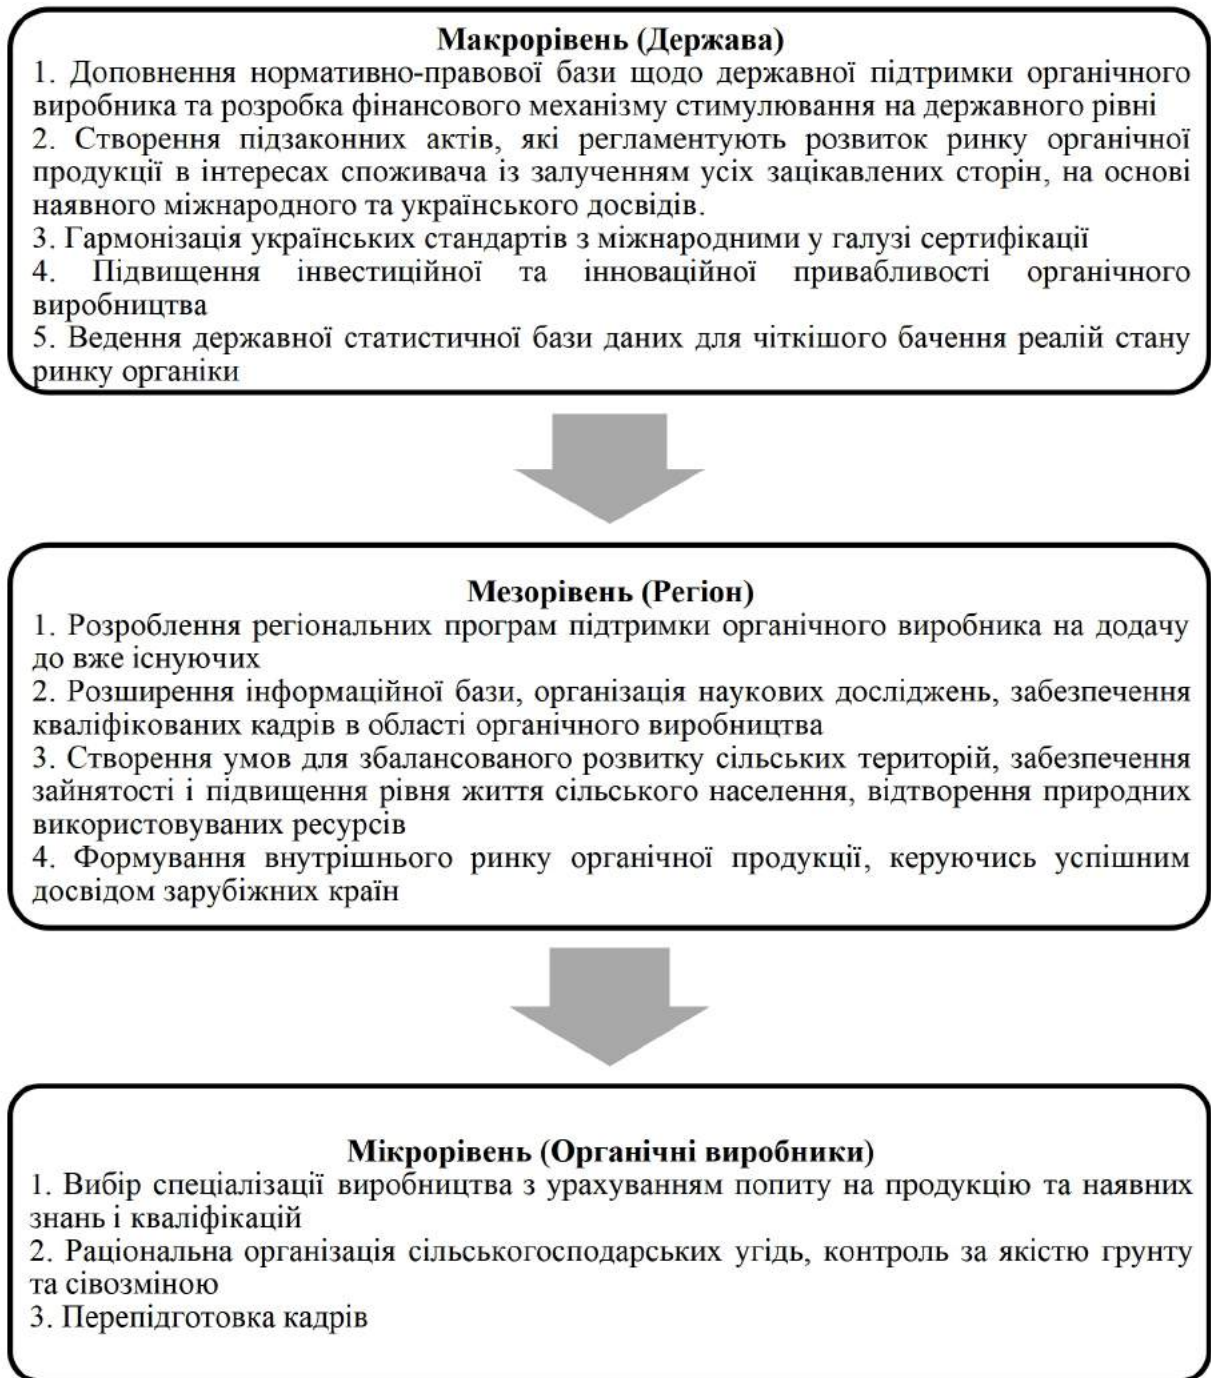 Макрорівень (Держава)
1. Доповнення нормативно-правової бази щодо державної підтримки органічного
виробника та розробка фінансового механізму стимулювання на державного рівні
2. Створення підзаконних актів, які регламентують розвиток ринку органічної
продукції в інтересах споживача із залученням усіх зацікавлених сторін, на основі
наявного міжнародного та українського досвідів.
3. Гармонізація українських стандартів з міжнародними у галузі сертифікації
4. Підвищення інвестиційної та інноваційної привабливості органічного
виробництва
5. Ведення державної статистичної бази даних для чіткішого бачення реалій стану
ринку органіки
Мезорівень (Регіон)
1. Розроблення регіональних програм підтримки органічного виробника на додачу
до вже існуючих
2. Розширення інформаційної бази, організація наукових досліджень, забезпечення
кваліфікованих кадрів в області органічного виробництва
3. Створення умов для збалансованого розвитку сільських територій, забезпечення
зайнятості і підвищення рівня життя сільського населення, відтворення природних
використовуваних ресурсів
4. Формування внутрішнього ринку органічної продукції, керуючись успішним
досвідом зарубіжних країн
Мікрорівень (Органічні виробники)
1. Вибір спеціалізації виробництва з урахуванням попиту на продукцію та наявних
знань і кваліфікацій
2. Раціональна організація сільськогосподарських угідь, контроль за якістю грунту
та сівозміною
3. Перепідготовка кадрів